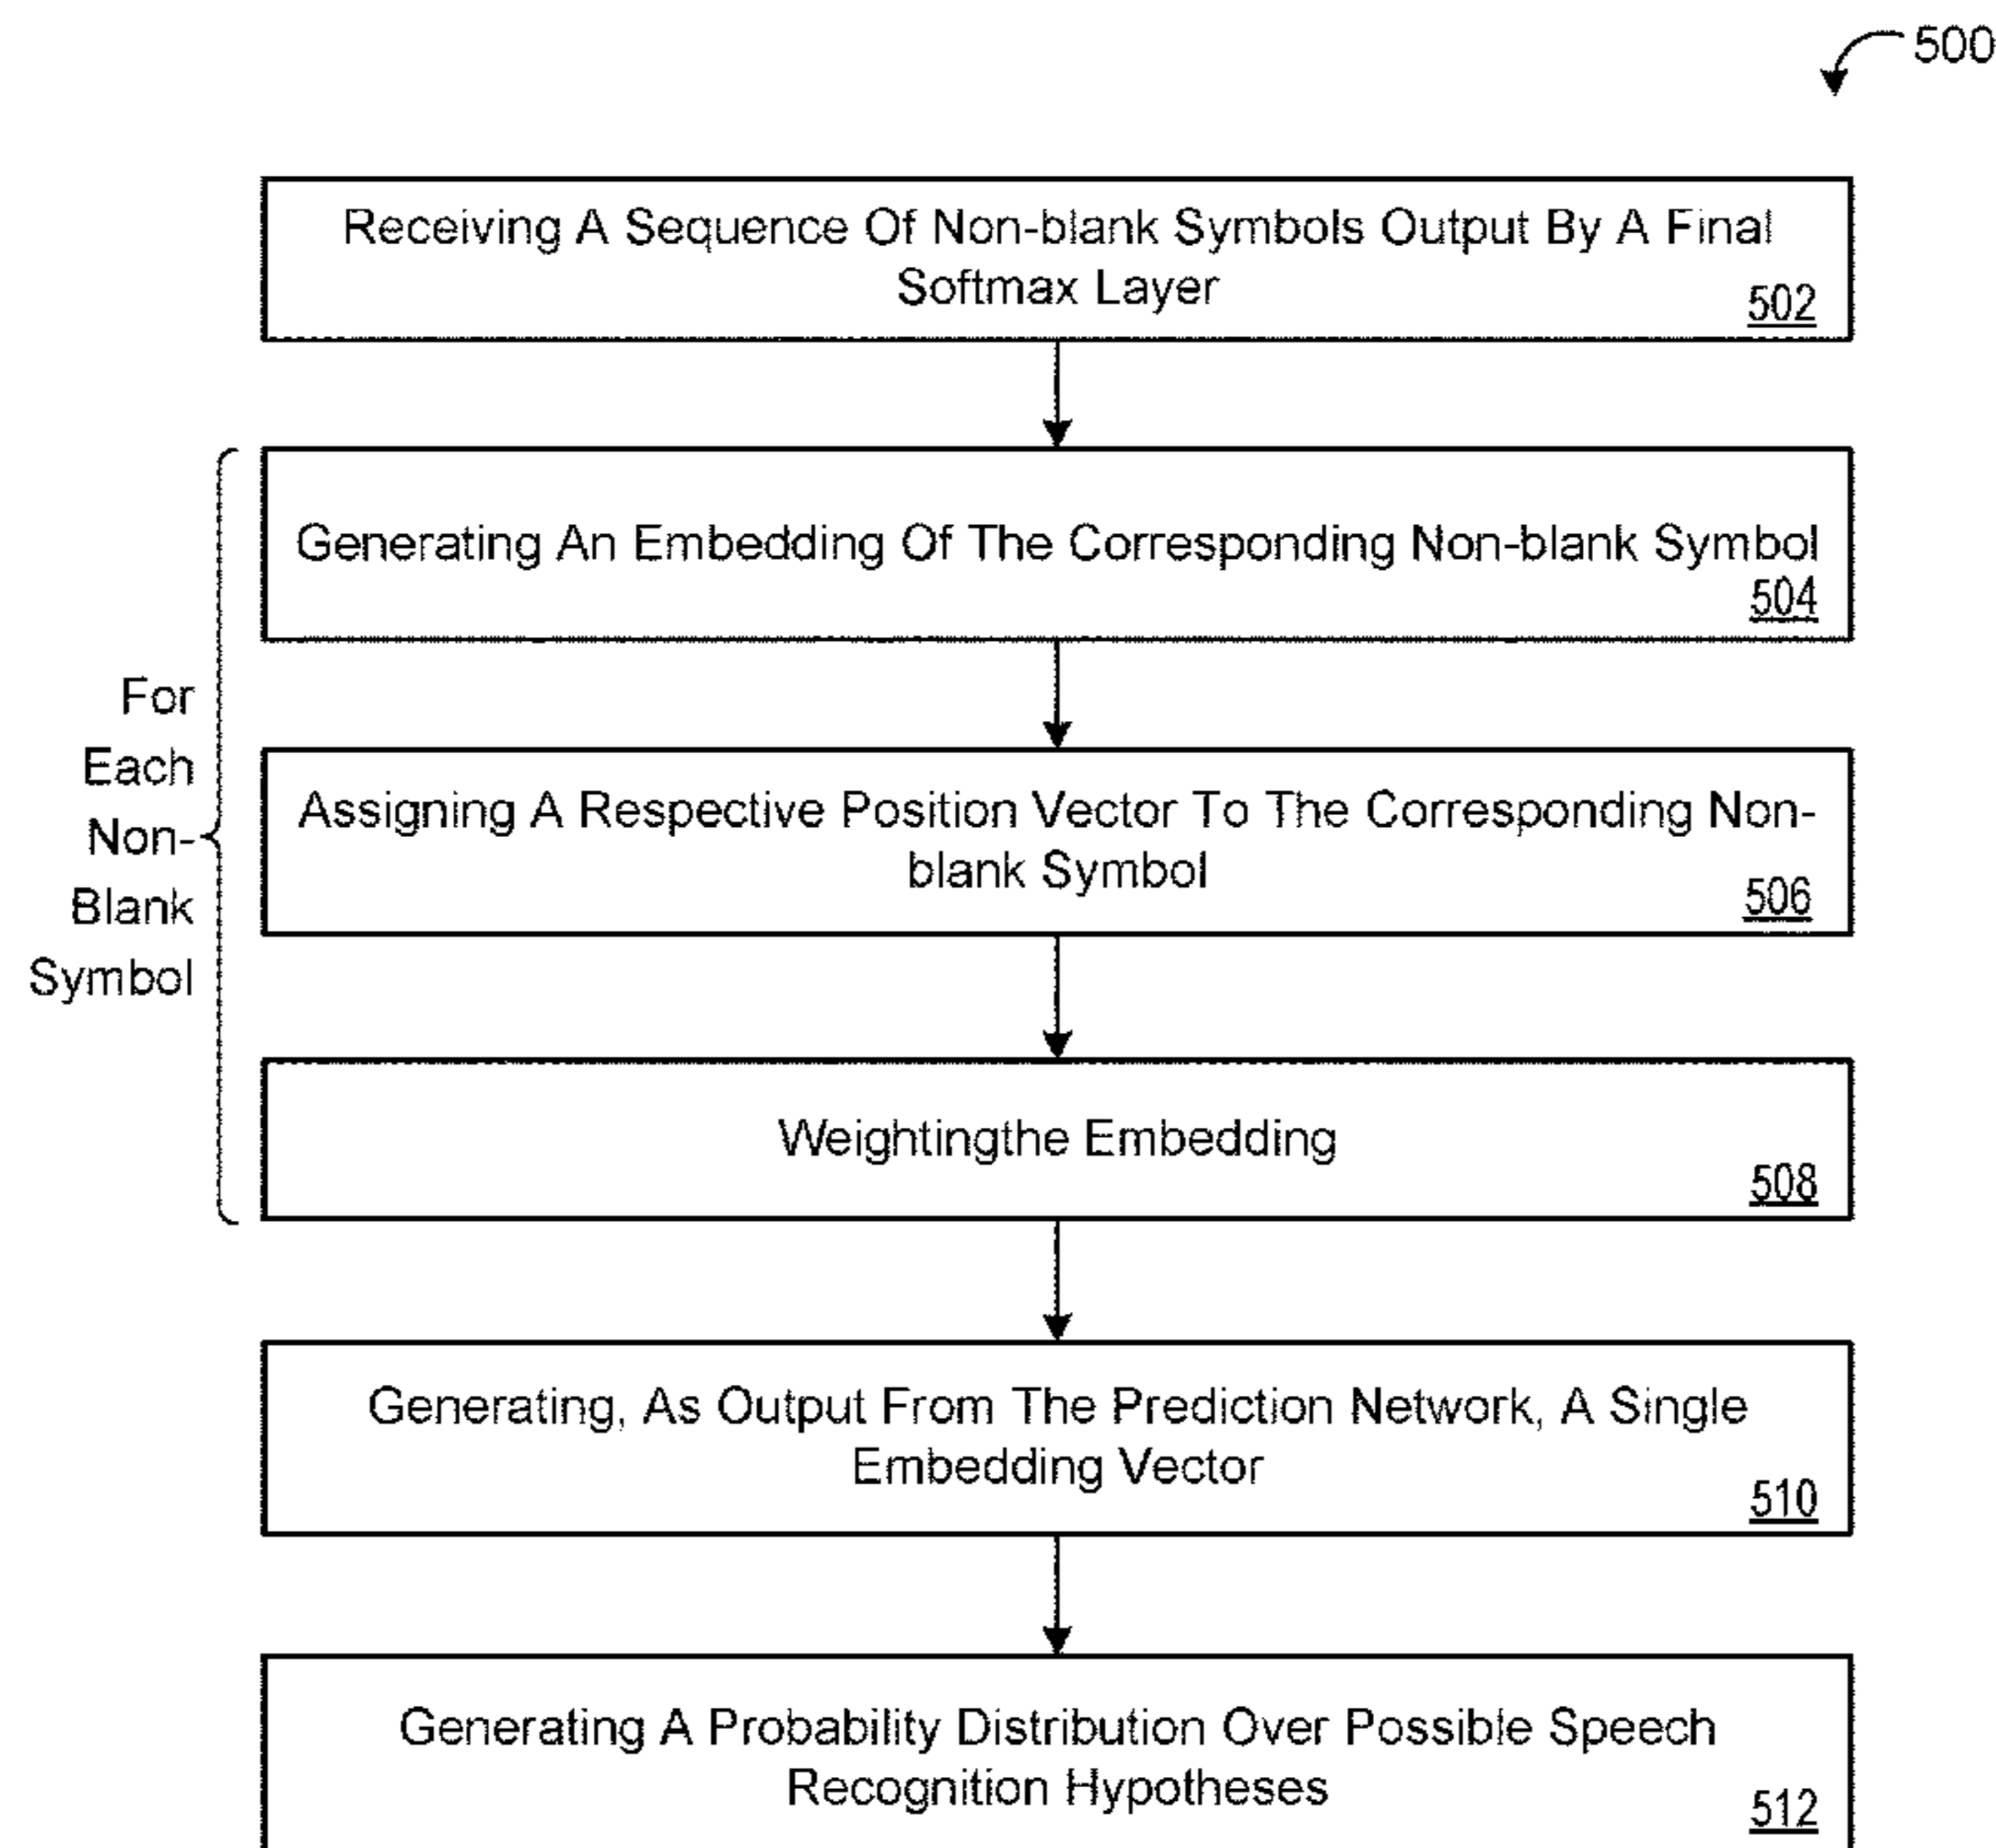 500
Receiving A Sequence Of Non-blank Symbols Output By A Final
Softmax Layer
502
Generating An Embedding Of The Corresponding Non-blank Symbol
504
For
Each
Non-
Blank
Symbol
Assigning A Respective Position Vector To The Corresponding Non-
blank Symbol
506
Weightingthe Embedding
508
Generating, As Output From The Prediction Network, A Single
Embedding Vector
510
Generating A Probability Distribution Over Possible Speech
Recognition Hypotheses
512